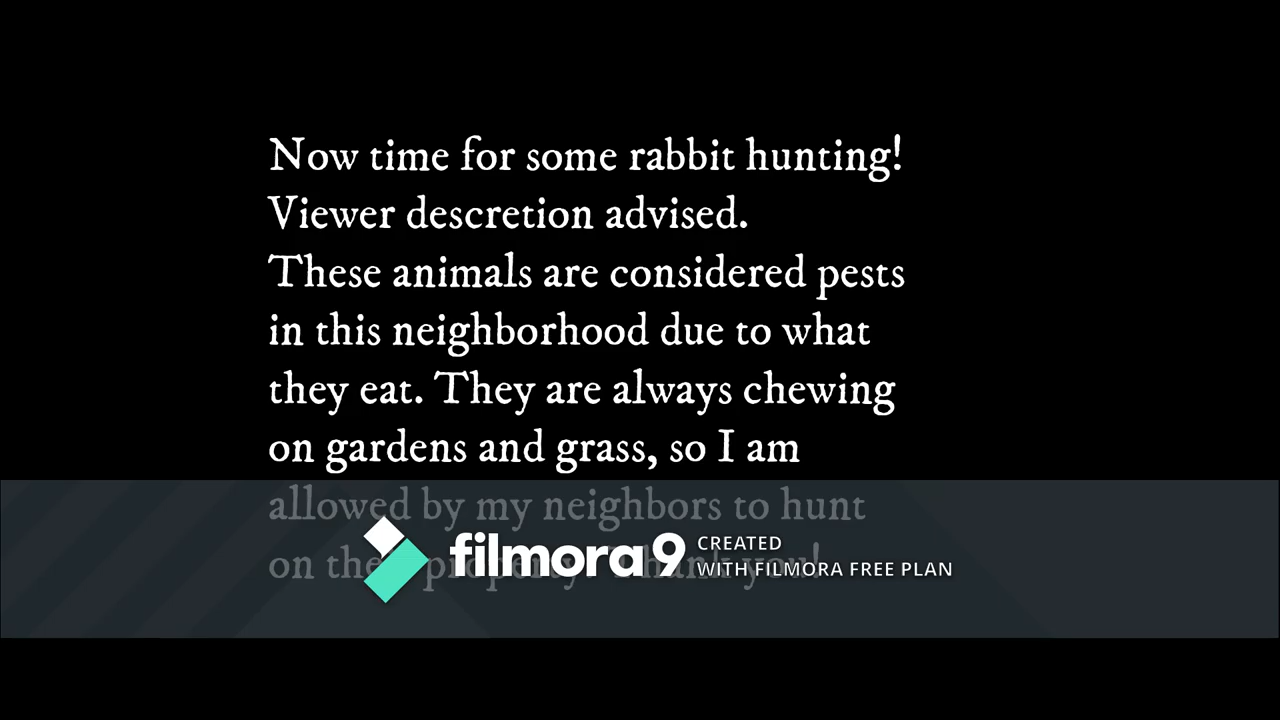 Now time for some rabbit hunting!
Viewer descretion advised.
These animals are considered pests
in this neighborhood due to what
they eat. They are always chewing
on gardens and grass, so I am
allowed by my neighbors to hunt
on property you!
filmora9
CREATED
WITH FILMORA FREE PLAN